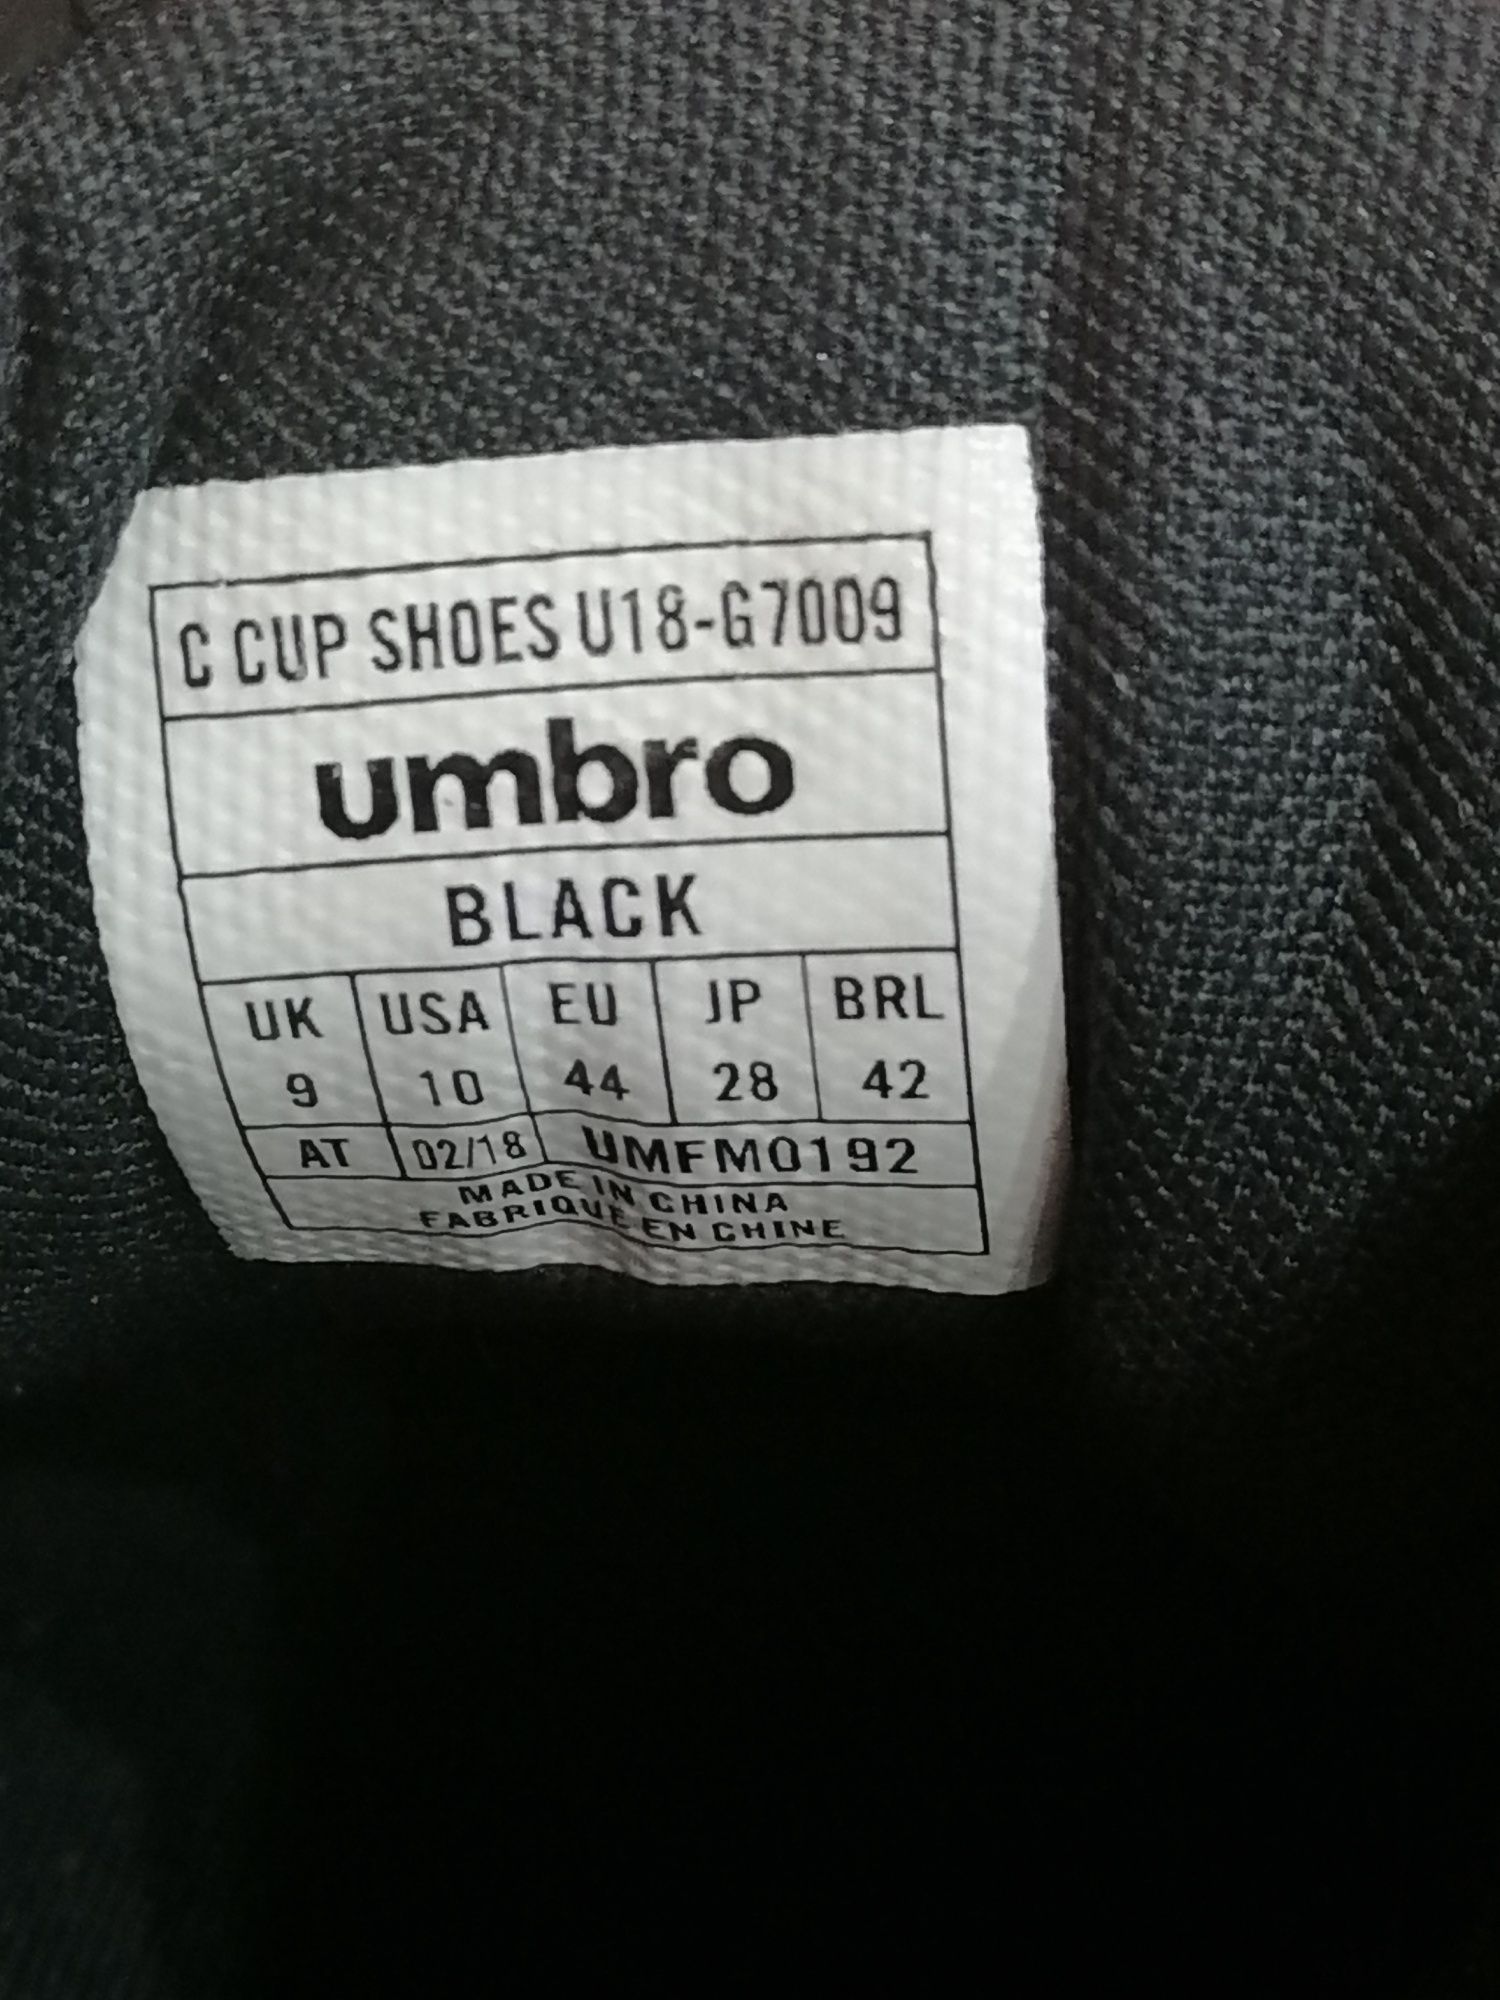 C CUP SHOES U18-G7009
umbro
BLACK
UK USA EU JP BRL
9 10 44 28 42
AT 02/18 UMFM0192
MADE IN CHINA
FABRIQUE EN CHINE